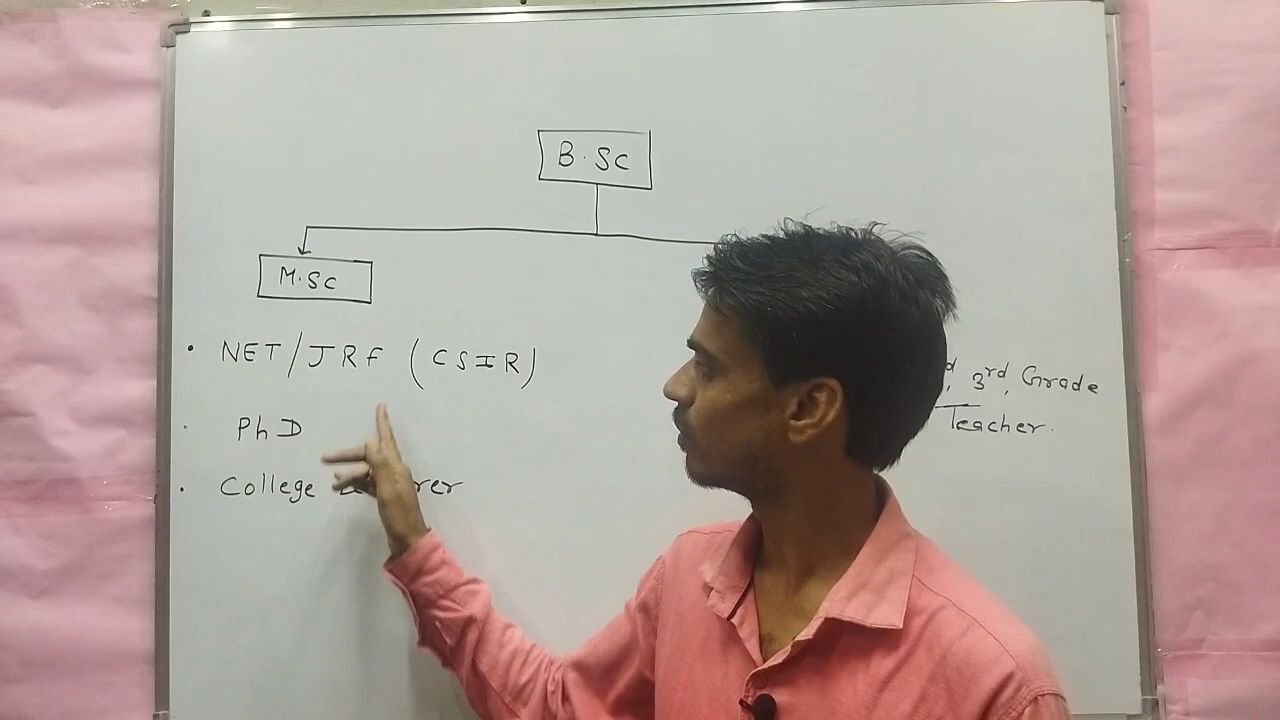 B.Sc
M.Sc
• NET/JRF (CSIR)
• PhD
• College
3rd, Grade
Teacher.